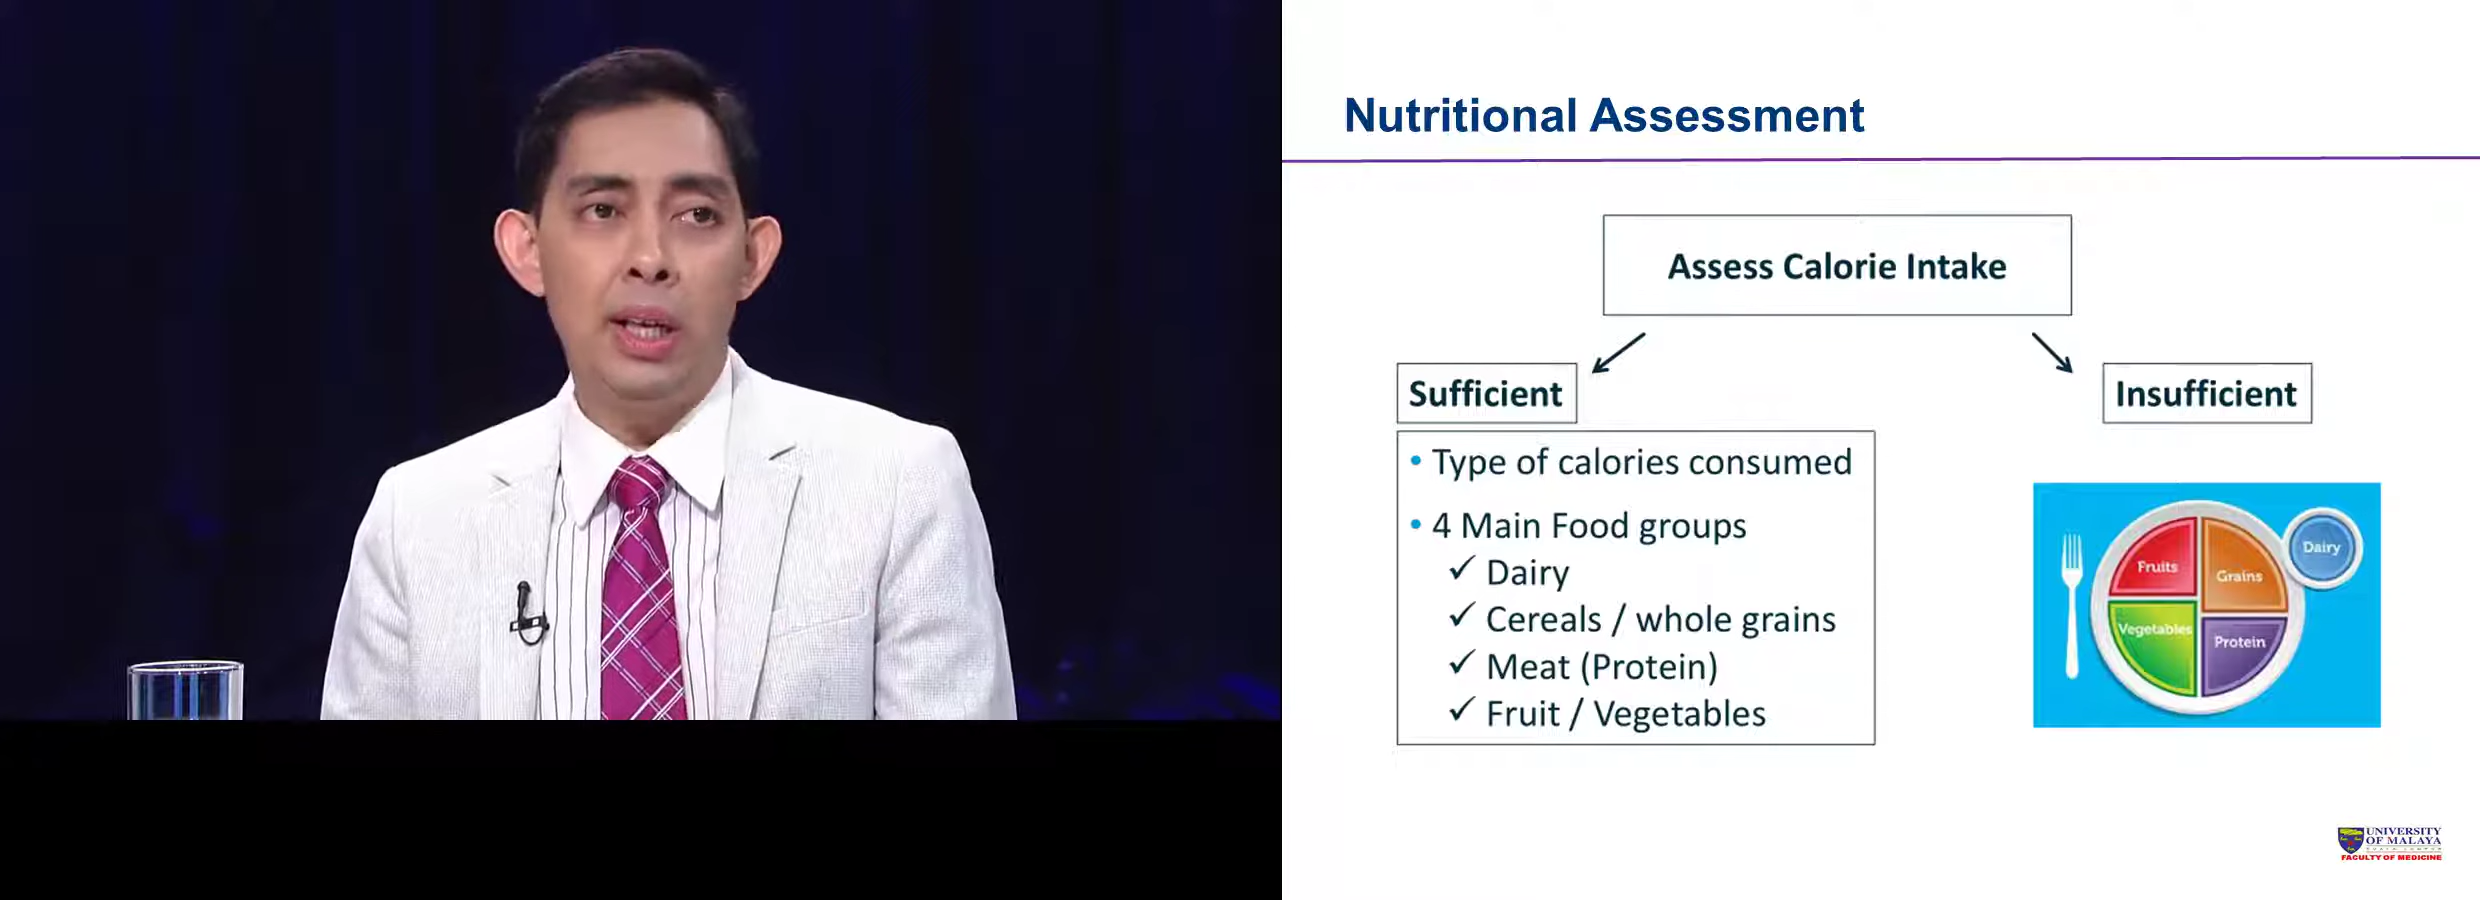 Nutritional Assessment
Assess Calorie Intake
Sufficient
Insufficient
• Type of calories consumed
• 4 Main Food groups
✓ Dairy
✓ Cereals / whole grains
✓ Meat (Protein)
✓ Fruit / Vegetables
Fruits
Grains
Dairy
Vegetables
Protein
UNIVERSITY
OF MALAYA
FACULTY OF MEDICINE